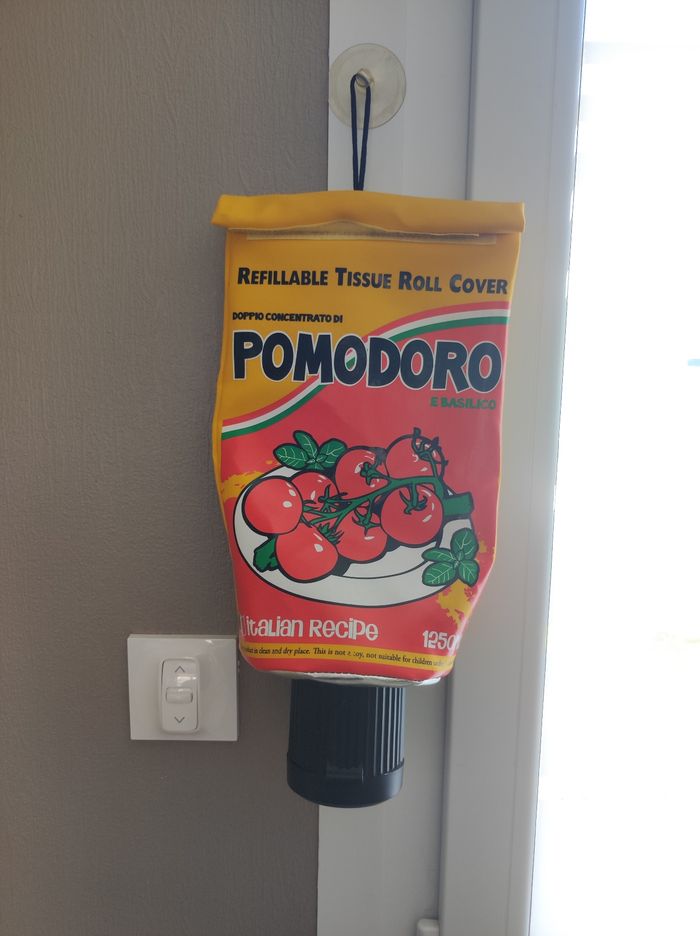 REFILLABLE TISSUE ROLL COVER
DOPPIO CONCENTRATO DI
POMODORO
E BASILICO
italian Recipe
1250
in clean and dry place. This is not a toy, not suitable for children